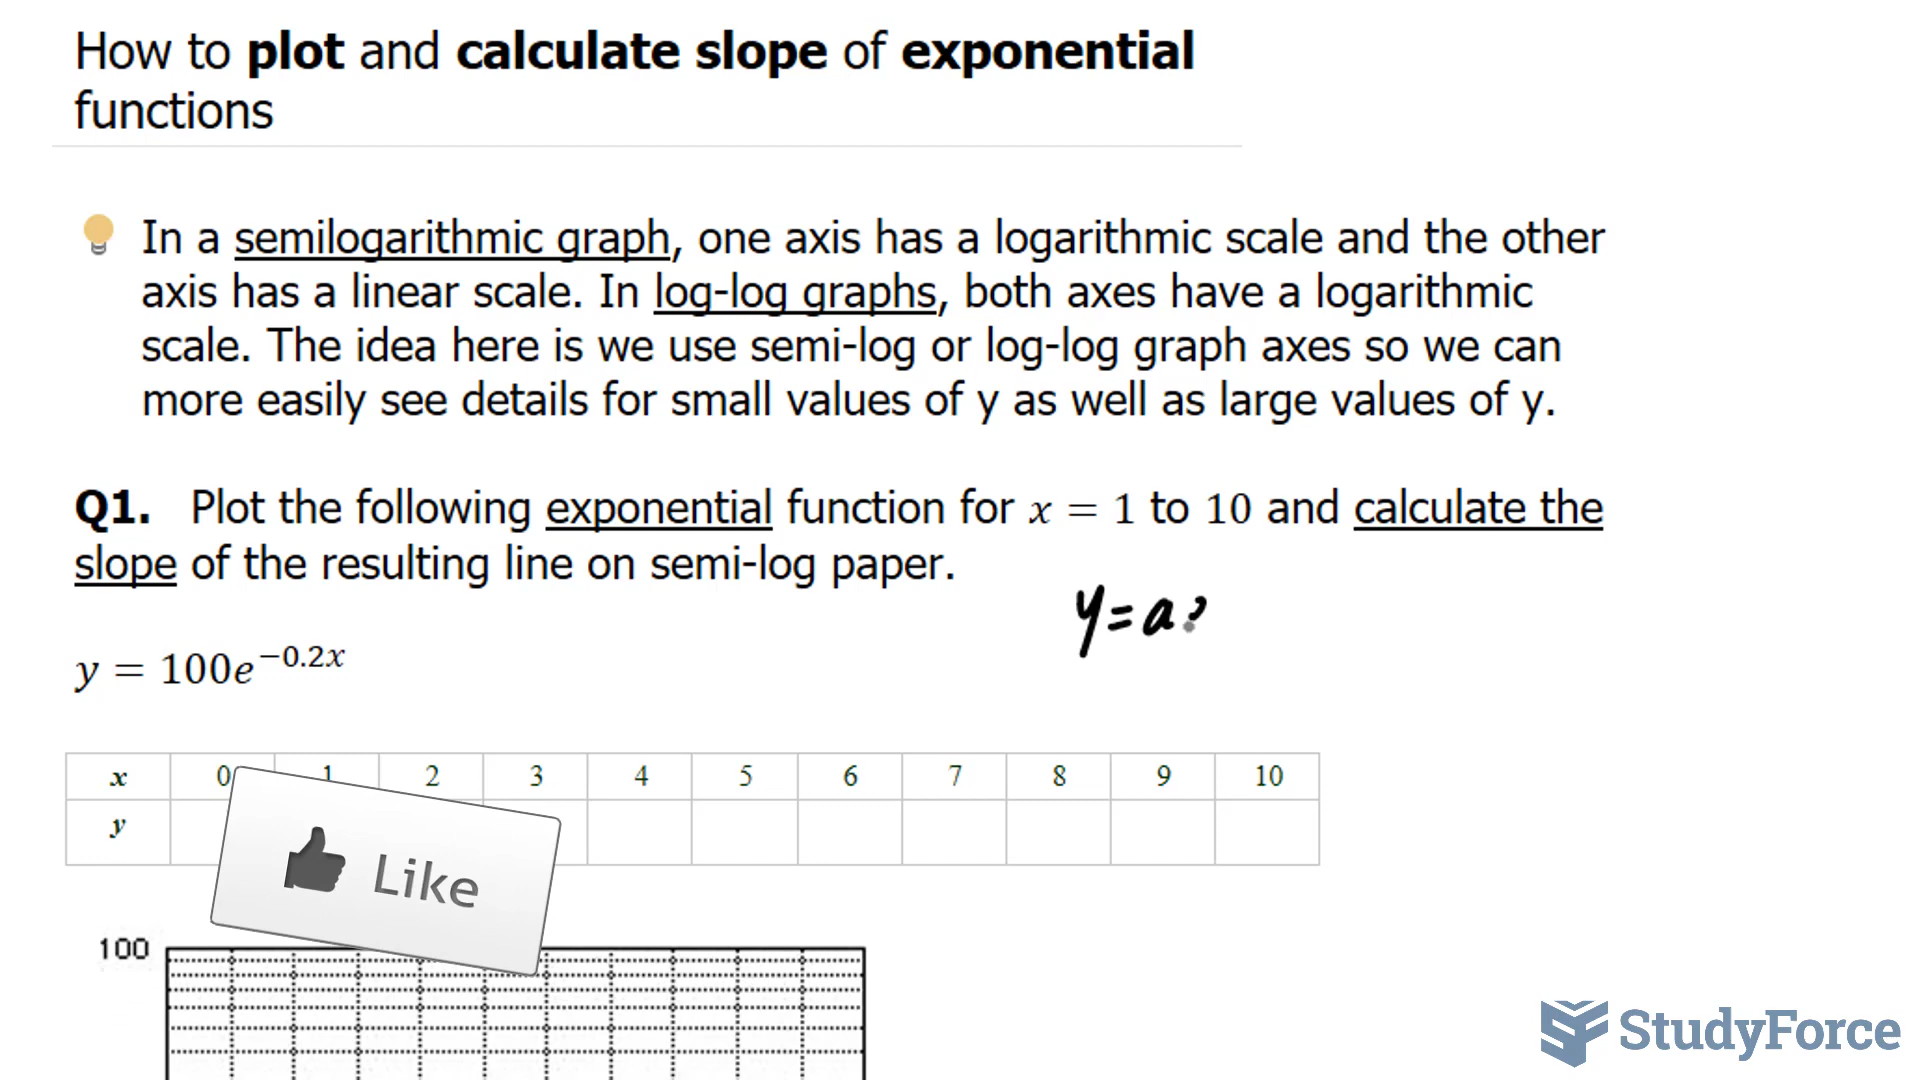 How to plot and calculate slope of exponential
functions
In a semilogarithmic graph, one axis has a logarithmic scale and the other
axis has a linear scale. In log-log graphs, both axes have a logarithmic
scale. The idea here is we use semi-log or log-log graph axes so we can
more easily see details for small values of y as well as large values of y.
Q1. Plot the following exponential function for x = 1 to 10 and calculate the
slope of the resulting line on semi-log paper.
y = a
y = 100e^{−0.2x}
x 0 1 2 3 4 5 6 7 8 9 10
y
Like
100
StudyForce